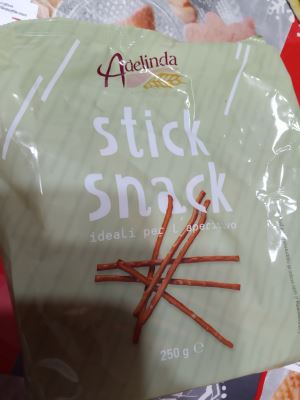 Adelinda
stick
snack
ideali per l'aperitivo
250 g e